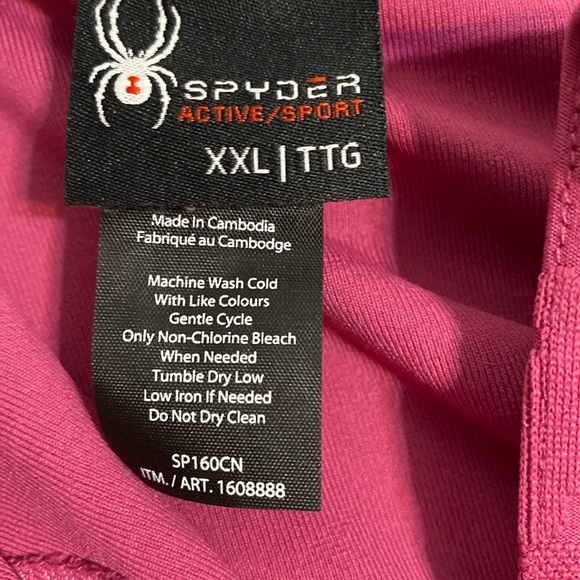 SPYDER
ACTIVE/SPORT
XXL | TTG
Made in Cambodia
Fabriqué au Cambodge
Machine Wash Cold
With Like Colours
Gentle Cycle
Only Non-Chlorine Bleach
When Needed
Tumble Dry Low
Low Iron If Needed
Do Not Dry Clean
SP160CN
ITM. / ART. 1608888